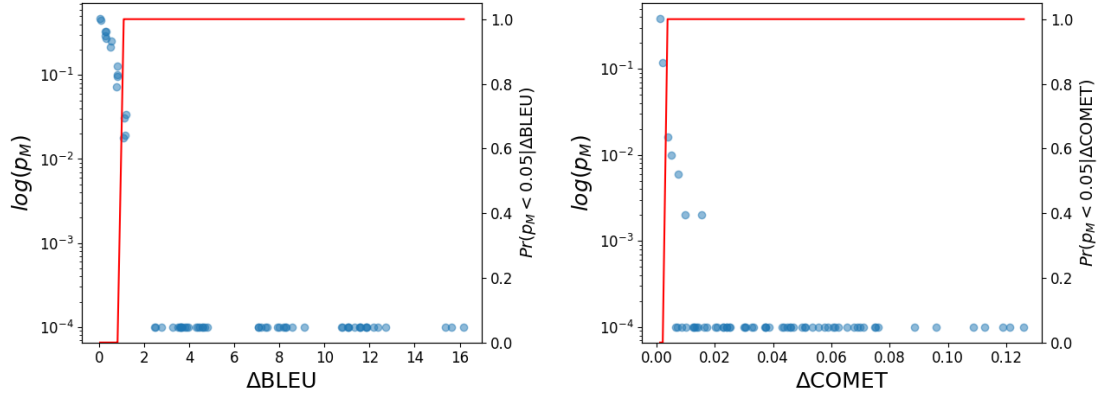 10^{-1}
10^{-2}
10^{-3}
10^{-4}
log(p_M)
0 2 4 6 8 10 12 14 16
ΔBLEU
1.0
0.8
0.6
0.4
0.2
0.0
Pr(p_M < 0.05|ΔBLEU)
10^{-1}
10^{-2}
10^{-3}
10^{-4}
log(p_M)
0.00 0.02 0.04 0.06 0.08 0.10 0.12
ΔCOMET
1.0
0.8
0.6
0.4
0.2
0.0
Pr(p_M < 0.05|ΔCOMET)